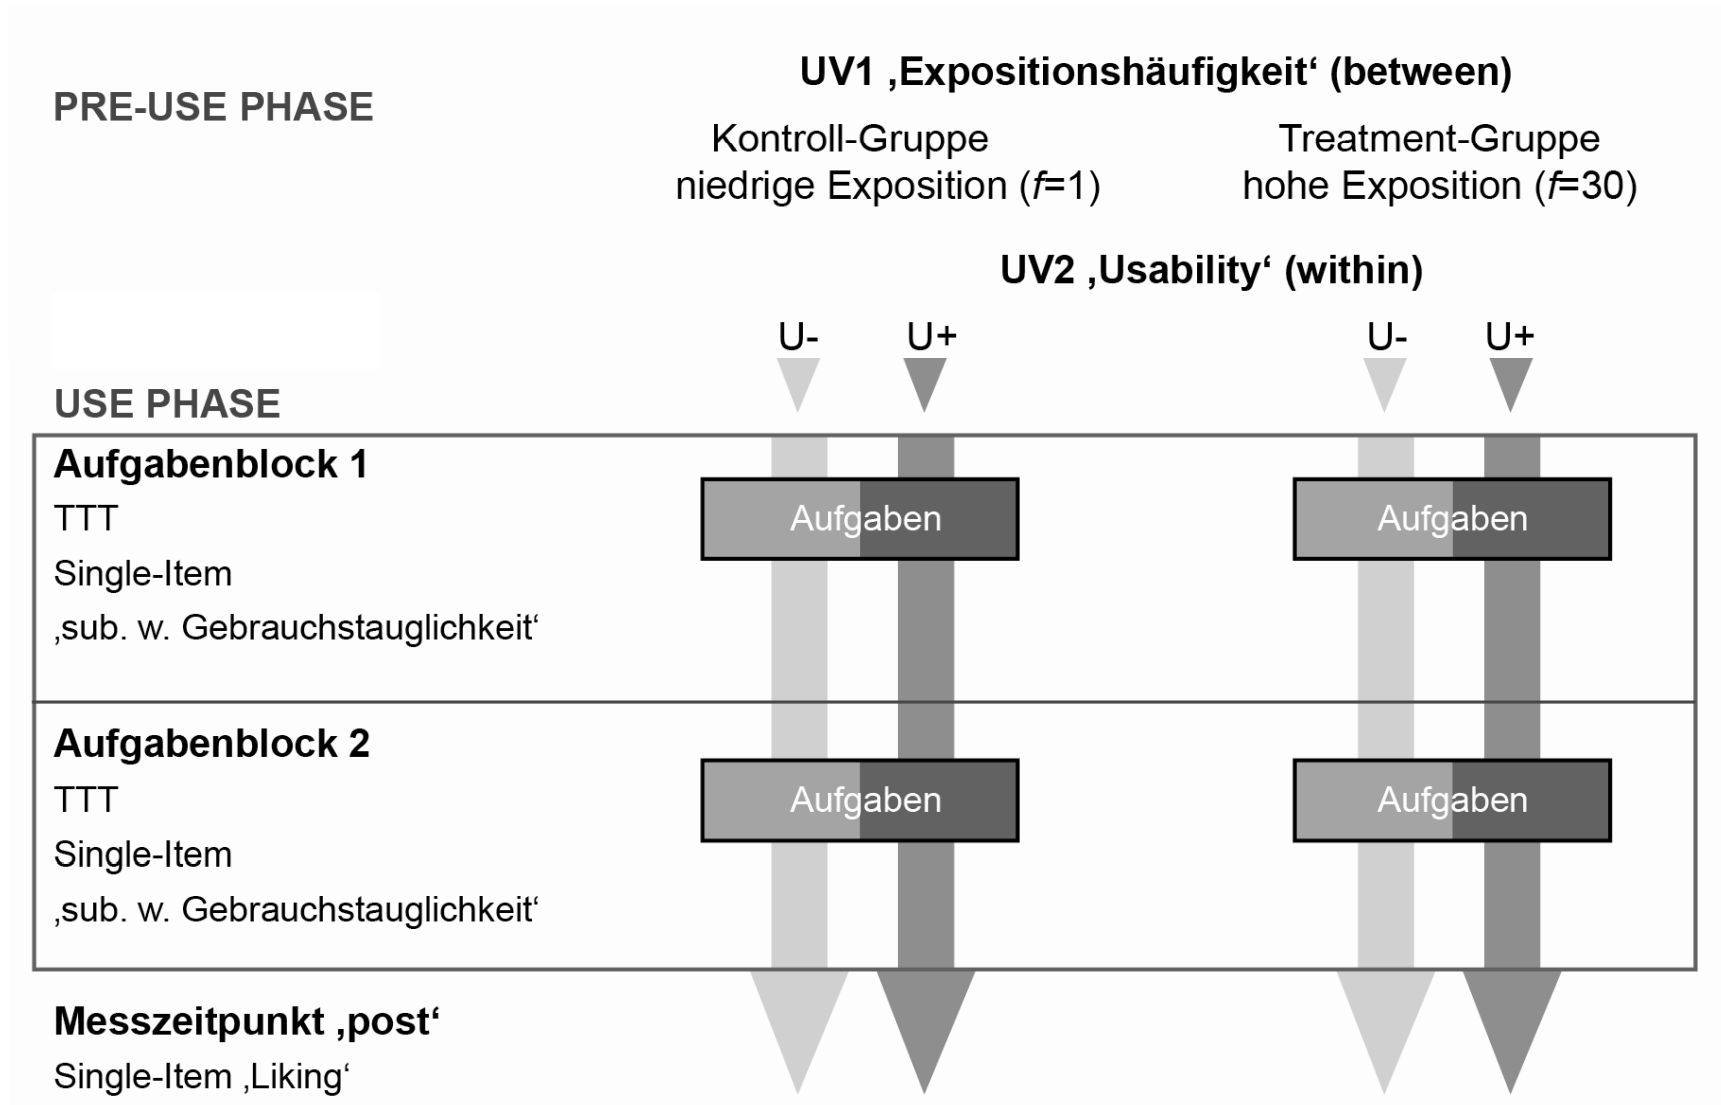 UV1 ‚Expositionshäufigkeit‘ (between)
PRE-USE PHASE
Kontroll-Gruppe
niedrige Exposition (f=1)
Treatment-Gruppe
hohe Exposition (f=30)
UV2 ‚Usability‘ (within)
U- U+
U- U+
USE PHASE
Aufgabenblock 1
TTT
Single-Item
‚sub. w. Gebrauchstauglichkeit‘
Aufgaben
Aufgaben
Aufgabenblock 2
TTT
Single-Item
‚sub. w. Gebrauchstauglichkeit‘
Aufgaben
Aufgaben
Messzeitpunkt ‚post‘
Single-Item ‚Liking‘